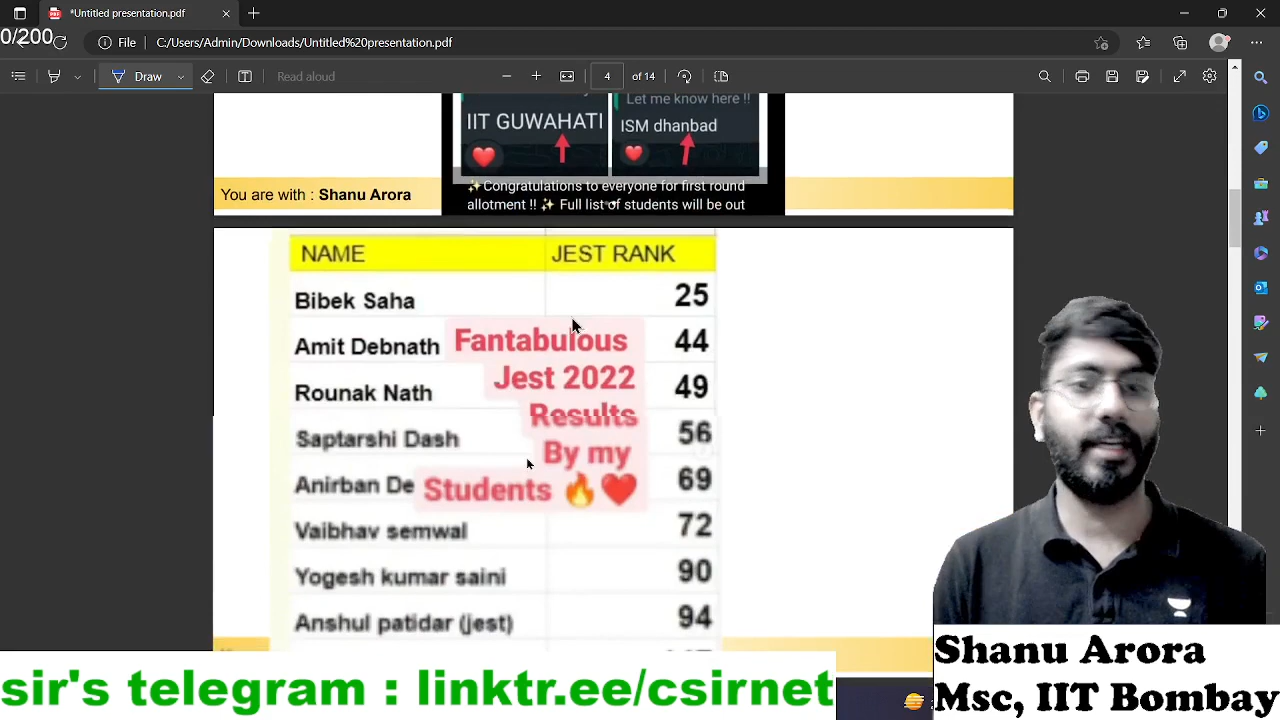 *Untitled presentation.pdf
0/200
File C:/Users/Admin/Downloads/Untitled%20presentation.pdf
Draw
Read aloud
4 of 14
Let me know here !!
IIT GUWAHATI
ISM dhanbad
You are with : Shanu Arora
✨Congratulations to everyone for first round
allotment !! ✨ Full list of students will be out
NAME JEST RANK
Bibek Saha 25
Amit Debnath 44
Rounak Nath 49
Saptarshi Dash 56
Anirban De 69
Vaibhav semwal 72
Yogesh kumar saini 90
Anshul patidar (jest) 94
Fantabulous
Jest 2022
Results
By my
Students 🔥❤️
sir's telegram : linktr.ee/csirnet
Shanu Arora
Msc, IIT Bombay